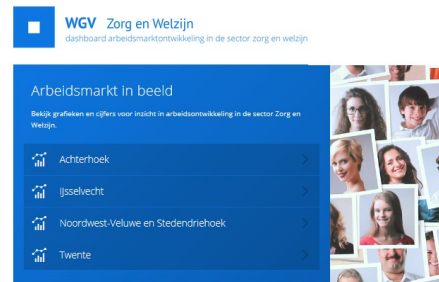 WGV Zorg en Welzijn
dashboard arbeidsmarktontwikkeling in de sector zorg en welzijn
Arbeidsmarkt in beeld
Bekijk grafieken en cijfers voor inzicht in arbeidsontwikkeling in de sector Zorg en
Welzijn.
Achterhoek
IJsselvecht
Noordwest-Veluwe en Stedendriehoek
Twente